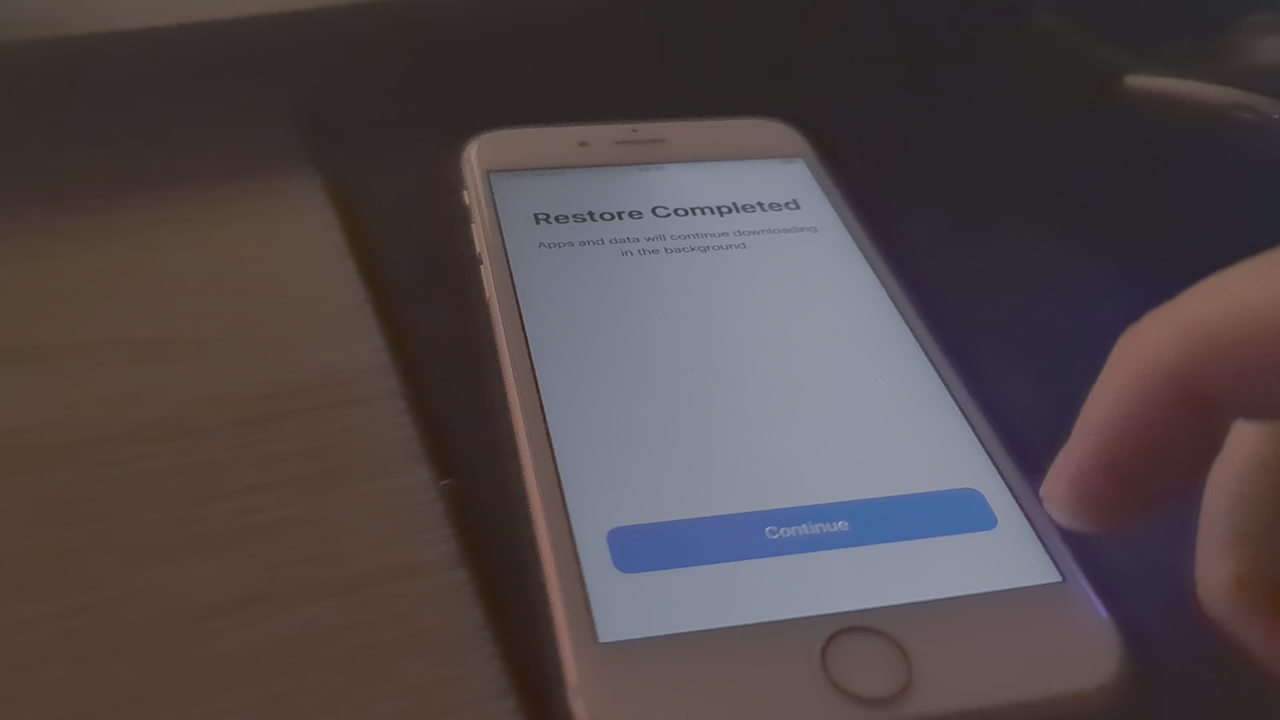 Restore Completed
Apps and data will continue downloading
in the background.
Continue